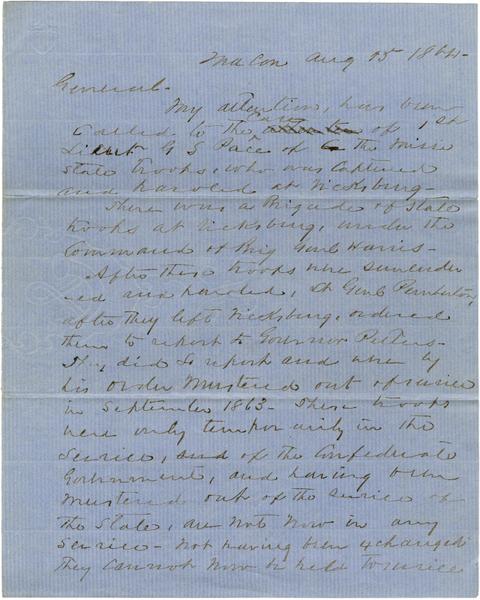 Macon Aug 15 1864
General.
My attention, has been
Case
called to the of 1st
Lieut G S Pace of the Missi
State troops, who was captured
and paroled at Vicksburg -
There was a Brigade of State
troops at Vicksburg, under the
Command of Brig Genl Harris -
After these troops were surrender
-ed and paroled, Lt Genl Pemberton,
after they left Vicksburg, ordered
them to report to Governor Pettus -
They did so report and were by
his order mustered out of service
in September 1863 - These troops
were only temporarily in the
Service, and of the Confederate
Government, and having been
mustered out of the service of
the State, are not now in any
Service - not having been exchanged
they cannot now be held to service